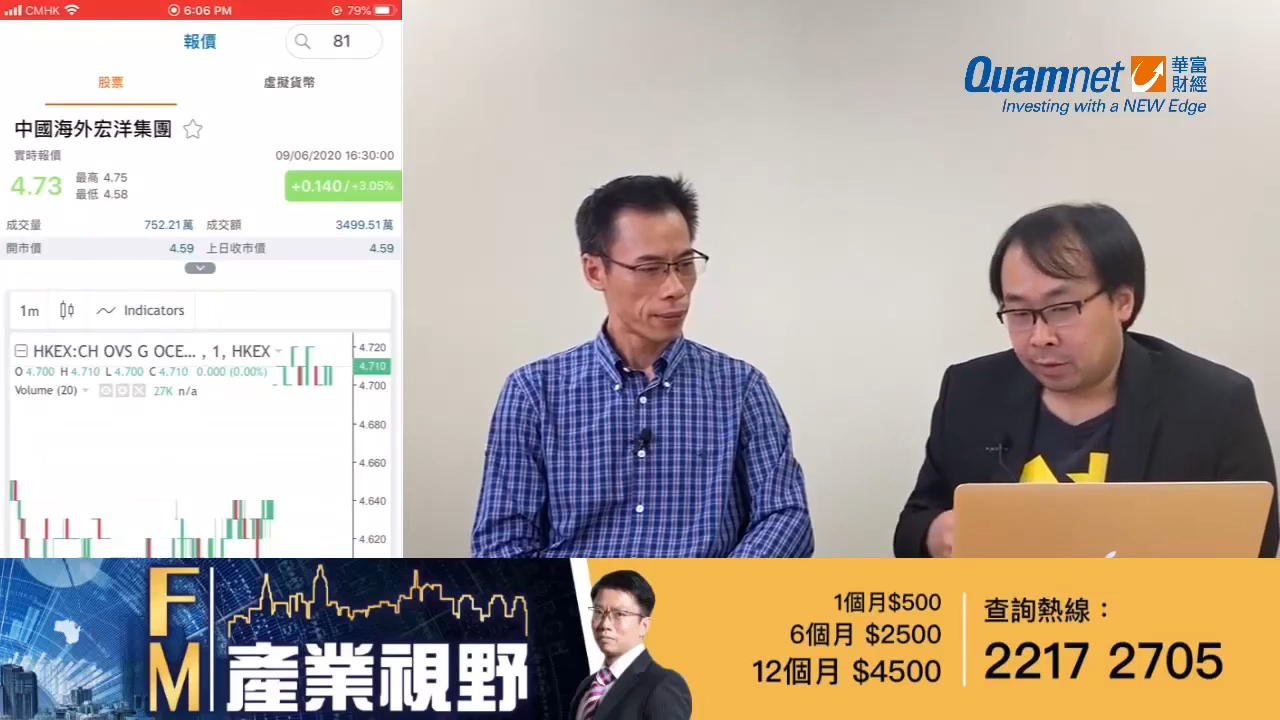 CMHK 6:06 PM 79%
報價
81
股票 虛擬貨幣
中國海外宏洋集團
實時報價 09/06/2020 16:30:00
4.73
最高 4.75
最低 4.58
+0.140 / +3.05%
成交量 752.21萬 成交額 3499.51萬
開市價 4.59 上日收市價 4.59
1m Indicators
HKEX:CH OVS G OCE... , 1, HKEX
O 4.700 H 4.710 L 4.700 C 4.710 0.000 (0.00%)
Volume (20) 27K n/a
4.720
4.710
4.700
4.680
4.660
4.640
4.620
Quamnet 華富財經
Investing with a NEW Edge
FM 產業視野
1個月$500
6個月 $2500
12個月 $4500
查詢熱線：
2217 2705